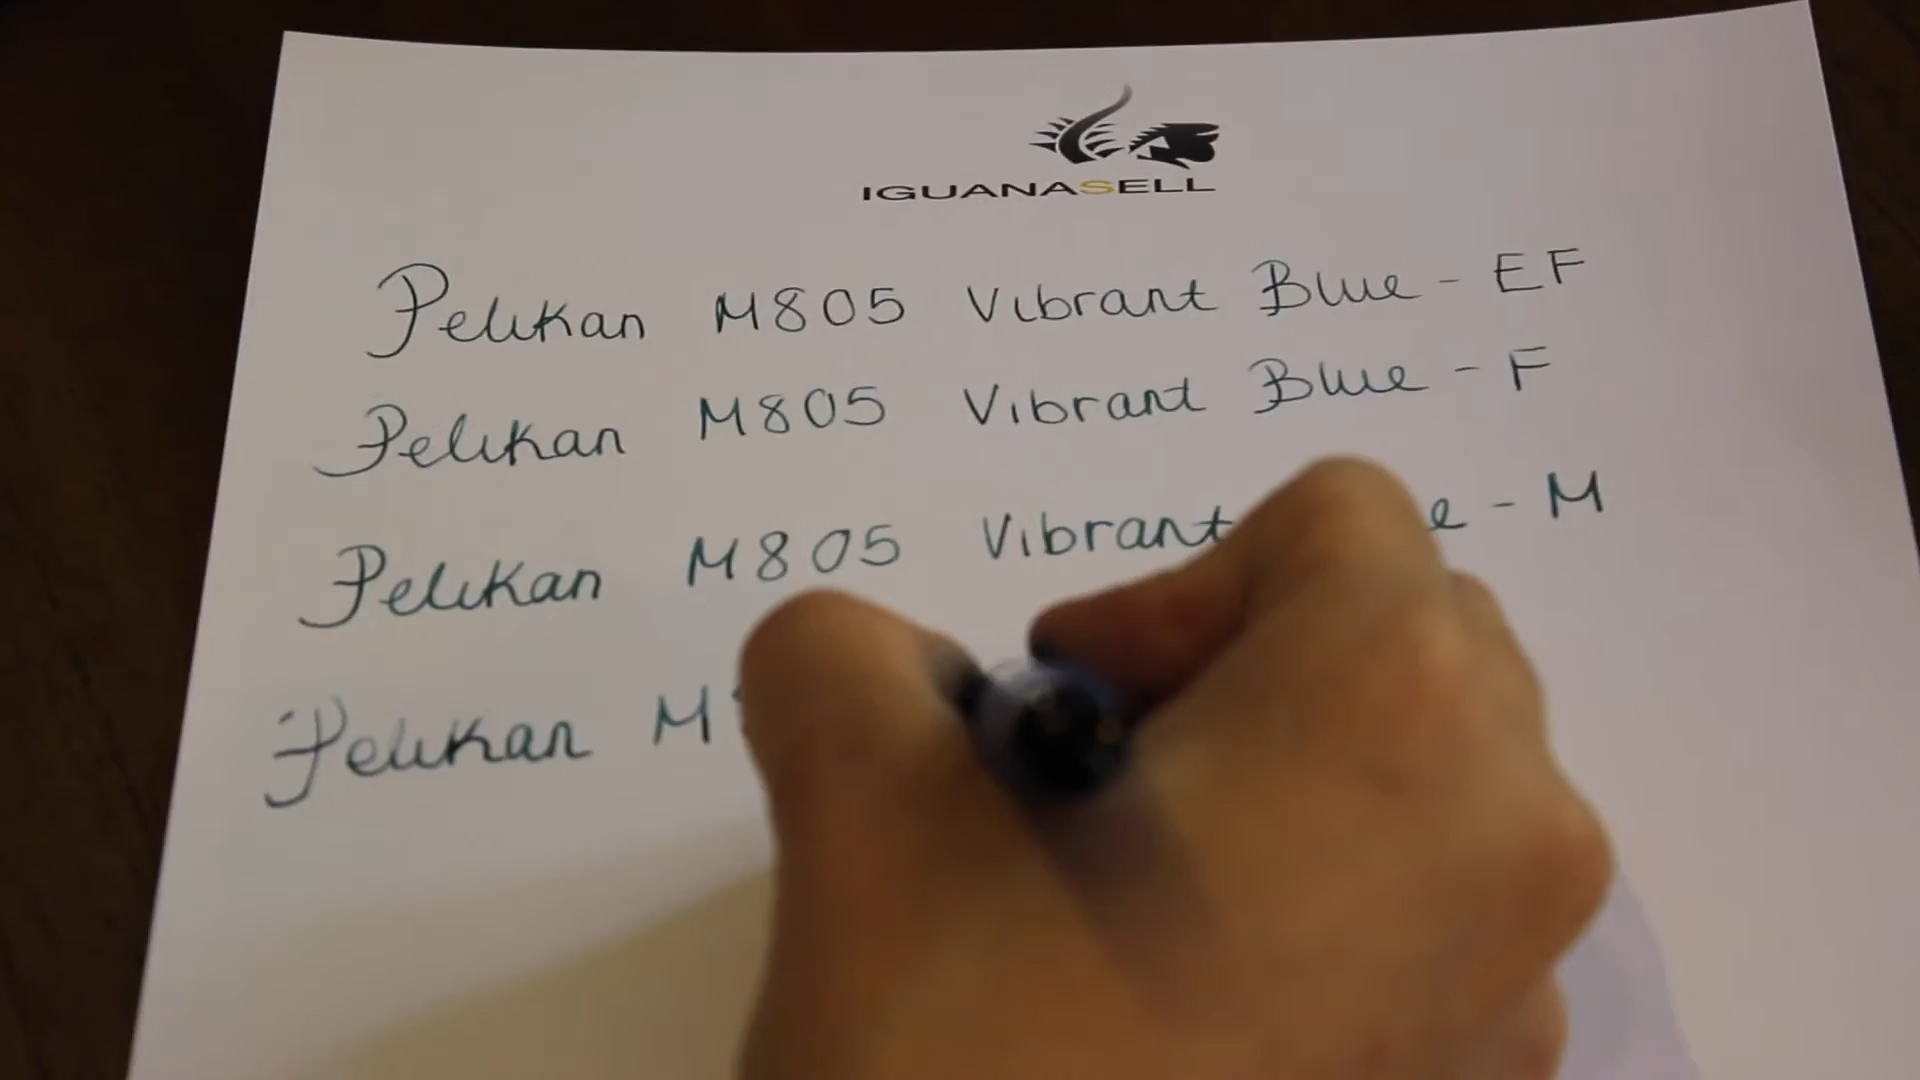 IGUANASELL
Pelikan M805 Vibrant Blue - EF
Pelikan M805 Vibrant Blue - F
Pelikan M805 Vibrant - M
Pelikan